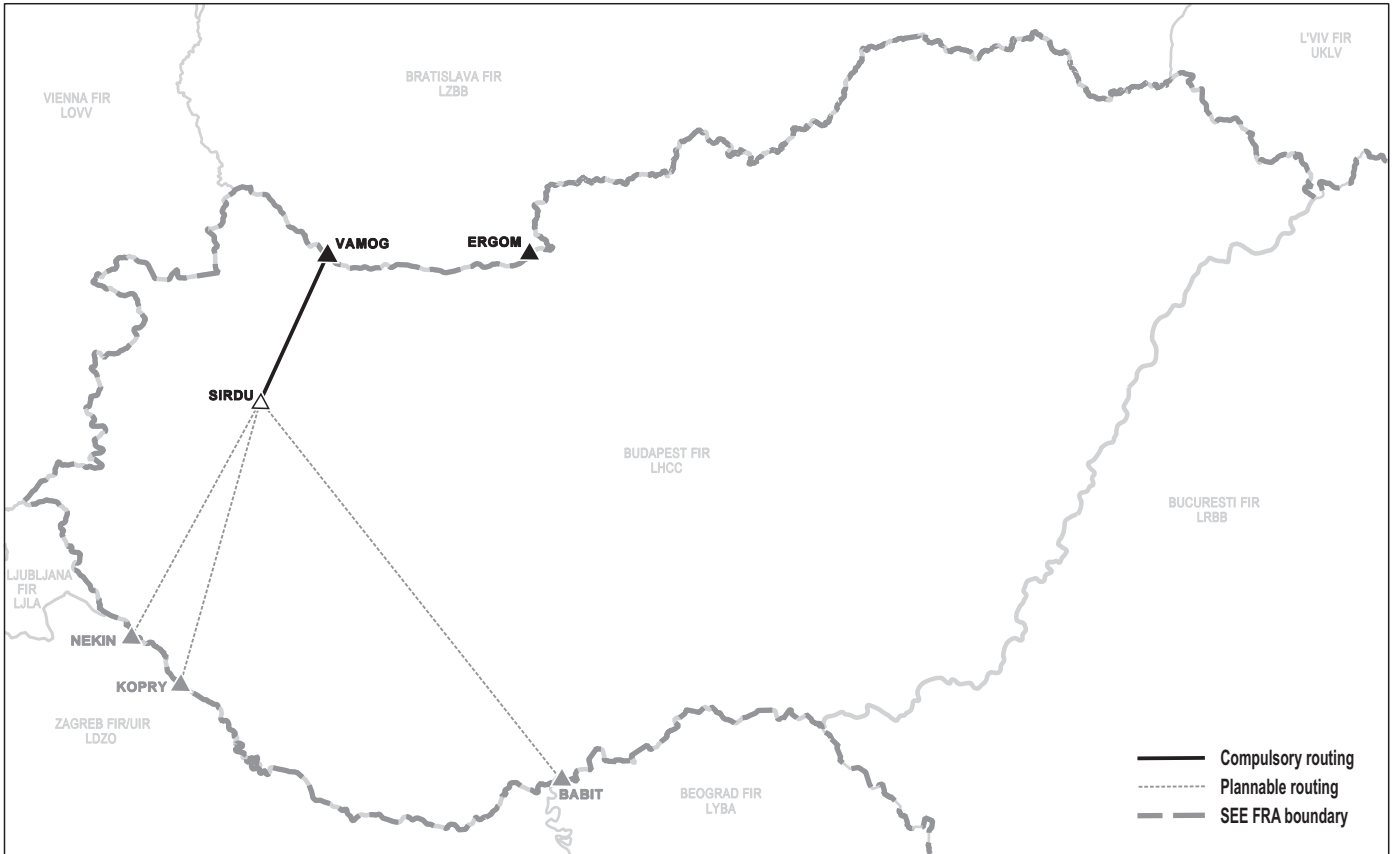 L'VIV FIR
UKLV
BRATISLAVA FIR
LZBB
VIENNA FIR
LOVV
VAMOG
ERGOM
SIRDU
BUDAPEST FIR
LHCC
BUCURESTI FIR
LRBB
LJUBLJANA
FIR
LJLA
NEKIN
KOPRY
ZAGREB FIR/UIR
LDZO
BABIT
BEOGRAD FIR
LYBA
Compulsory routing
Plannable routing
SEE FRA boundary